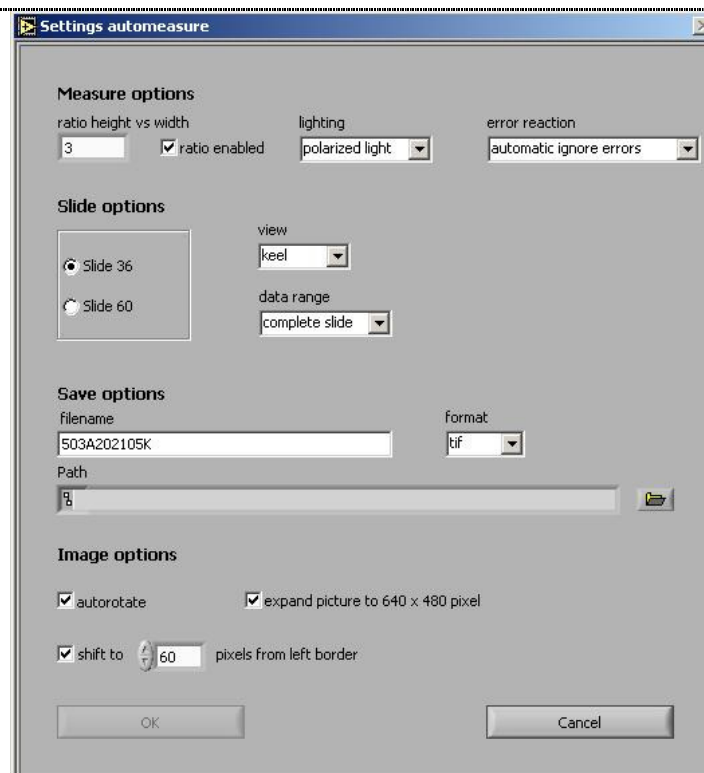 Settings automeasure
Measure options
ratio height vs width
lighting
error reaction
3
ratio enabled
polarized light
automatic ignore errors
Slide options
view
Slide 36
keel
Slide 60
data range
complete slide
Save options
filename
format
503A202105K
tif
Path
Image options
autorotate
expand picture to 640 x 480 pixel
shift to 60 pixels from left border
OK
Cancel